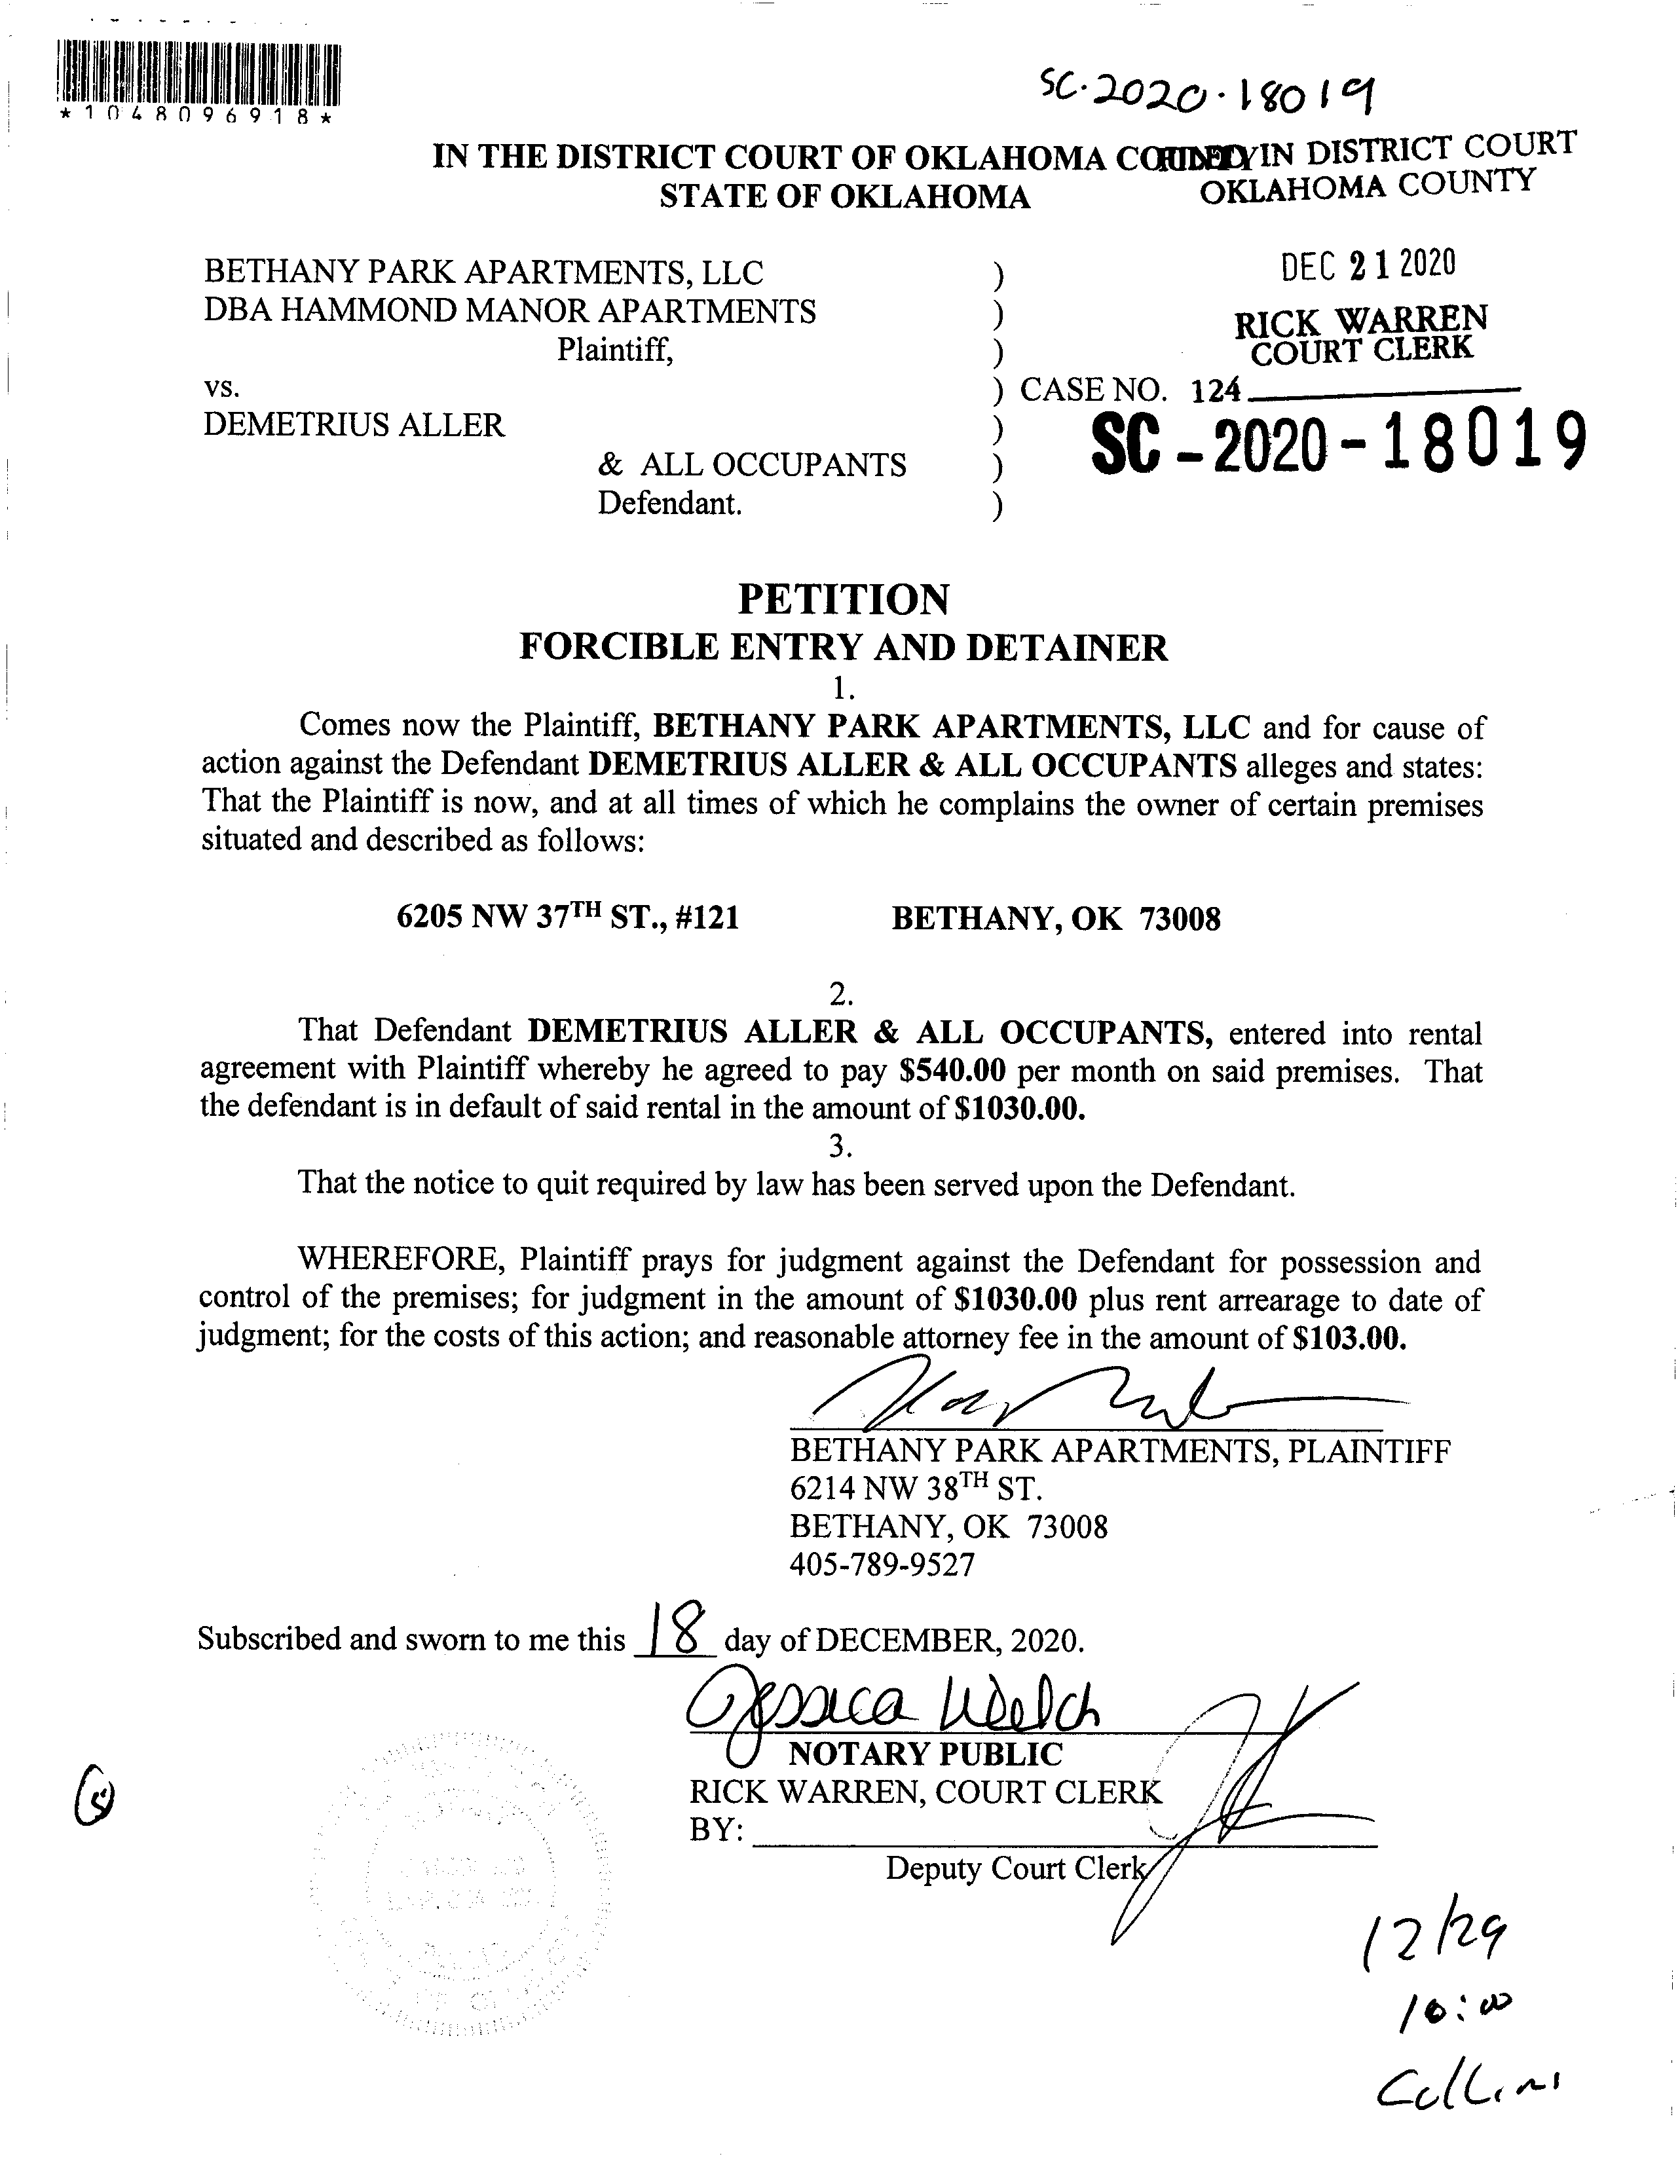 *1048096918*
SC.2020.18019
IN THE DISTRICT COURT OF OKLAHOMA COUNTY
STATE OF OKLAHOMA
FILED IN DISTRICT COURT
OKLAHOMA COUNTY
DEC 21 2020
RICK WARREN
COURT CLERK
BETHANY PARK APARTMENTS, LLC )
DBA HAMMOND MANOR APARTMENTS )
Plaintiff, )
vs. ) CASE NO. 124
DEMETRIUS ALLER )
SC-2020-18019
& ALL OCCUPANTS )
Defendant. )
PETITION
FORCIBLE ENTRY AND DETAINER
1.
Comes now the Plaintiff, BETHANY PARK APARTMENTS, LLC and for cause of
action against the Defendant DEMETRIUS ALLER & ALL OCCUPANTS alleges and states:
That the Plaintiff is now, and at all times of which he complains the owner of certain premises
situated and described as follows:
6205 NW 37TH ST., #121 BETHANY, OK 73008
2.
That Defendant DEMETRIUS ALLER & ALL OCCUPANTS, entered into rental
agreement with Plaintiff whereby he agreed to pay $540.00 per month on said premises. That
the defendant is in default of said rental in the amount of $1030.00.
3.
That the notice to quit required by law has been served upon the Defendant.
WHEREFORE, Plaintiff prays for judgment against the Defendant for possession and
control of the premises; for judgment in the amount of $1030.00 plus rent arrearage to date of
judgment; for the costs of this action; and reasonable attorney fee in the amount of $103.00.
BETHANY PARK APARTMENTS, PLAINTIFF
6214 NW 38TH ST.
BETHANY, OK 73008
405-789-9527
Subscribed and sworn to me this 18 day of DECEMBER, 2020.
Jessica Welch
NOTARY PUBLIC
RICK WARREN, COURT CLERK
BY:
Deputy Court Clerk
12/29
10:00
Collins